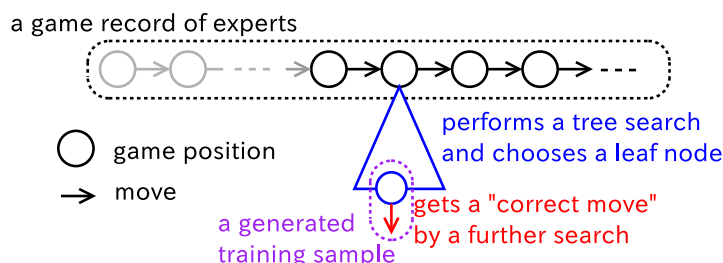 a game record of experts
performs a tree search
and chooses a leaf node
game position
move
gets a "correct move"
by a further search
a generated
training sample